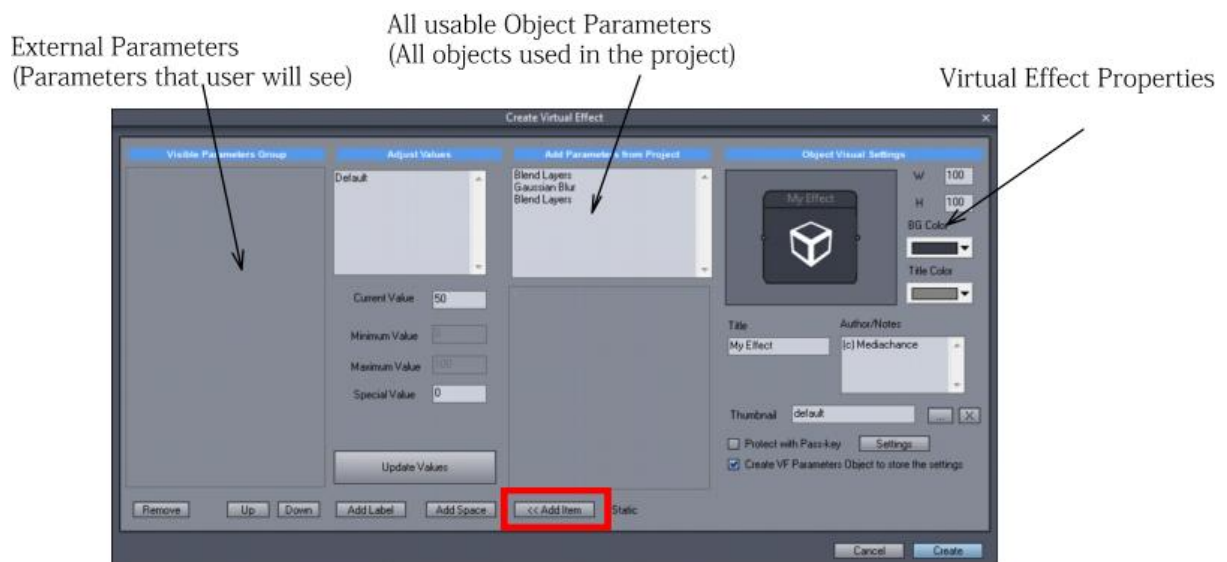 All usable Object Parameters
(All objects used in the project)
External Parameters
(Parameters that user will see)
Virtual Effect Properties
Create Virtual Effect
Visible Parameters Group
Adjust Values
Add Parameters from Project
Object Visual Settings
Default
Blend Layers
Gaussian Blur
Blend Layers
My Effect
W 100
H 100
BG Color
Title Color
Current Value 50
Minimum Value
Maximum Value 100
Special Value 0
Title
My Effect
Author/Notes
(c) Mediachance
Thumbnail default ... X
Protect with Pass-key Settings
Create VF Parameters Object to store the settings
Update Values
Remove Up Down Add Label Add Space << Add Item Static
Cancel Create